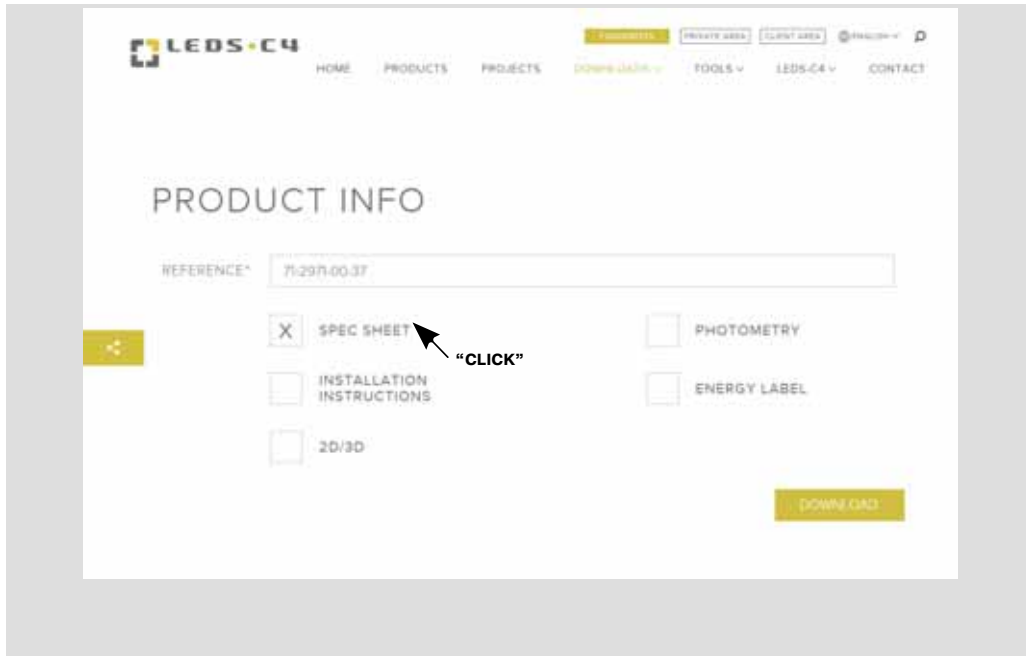 LEDS·C4
PRIVATE AREA CLIENT AREA ENGLISH
HOME PRODUCTS PROJECTS DOWNLOADS TOOLS LEDS-C4 CONTACT
PRODUCT INFO
REFERENCE* 71-2971-00-37
X SPEC SHEET PHOTOMETRY
"CLICK"
INSTALLATION
INSTRUCTIONS ENERGY LABEL
2D/3D
DOWNLOAD